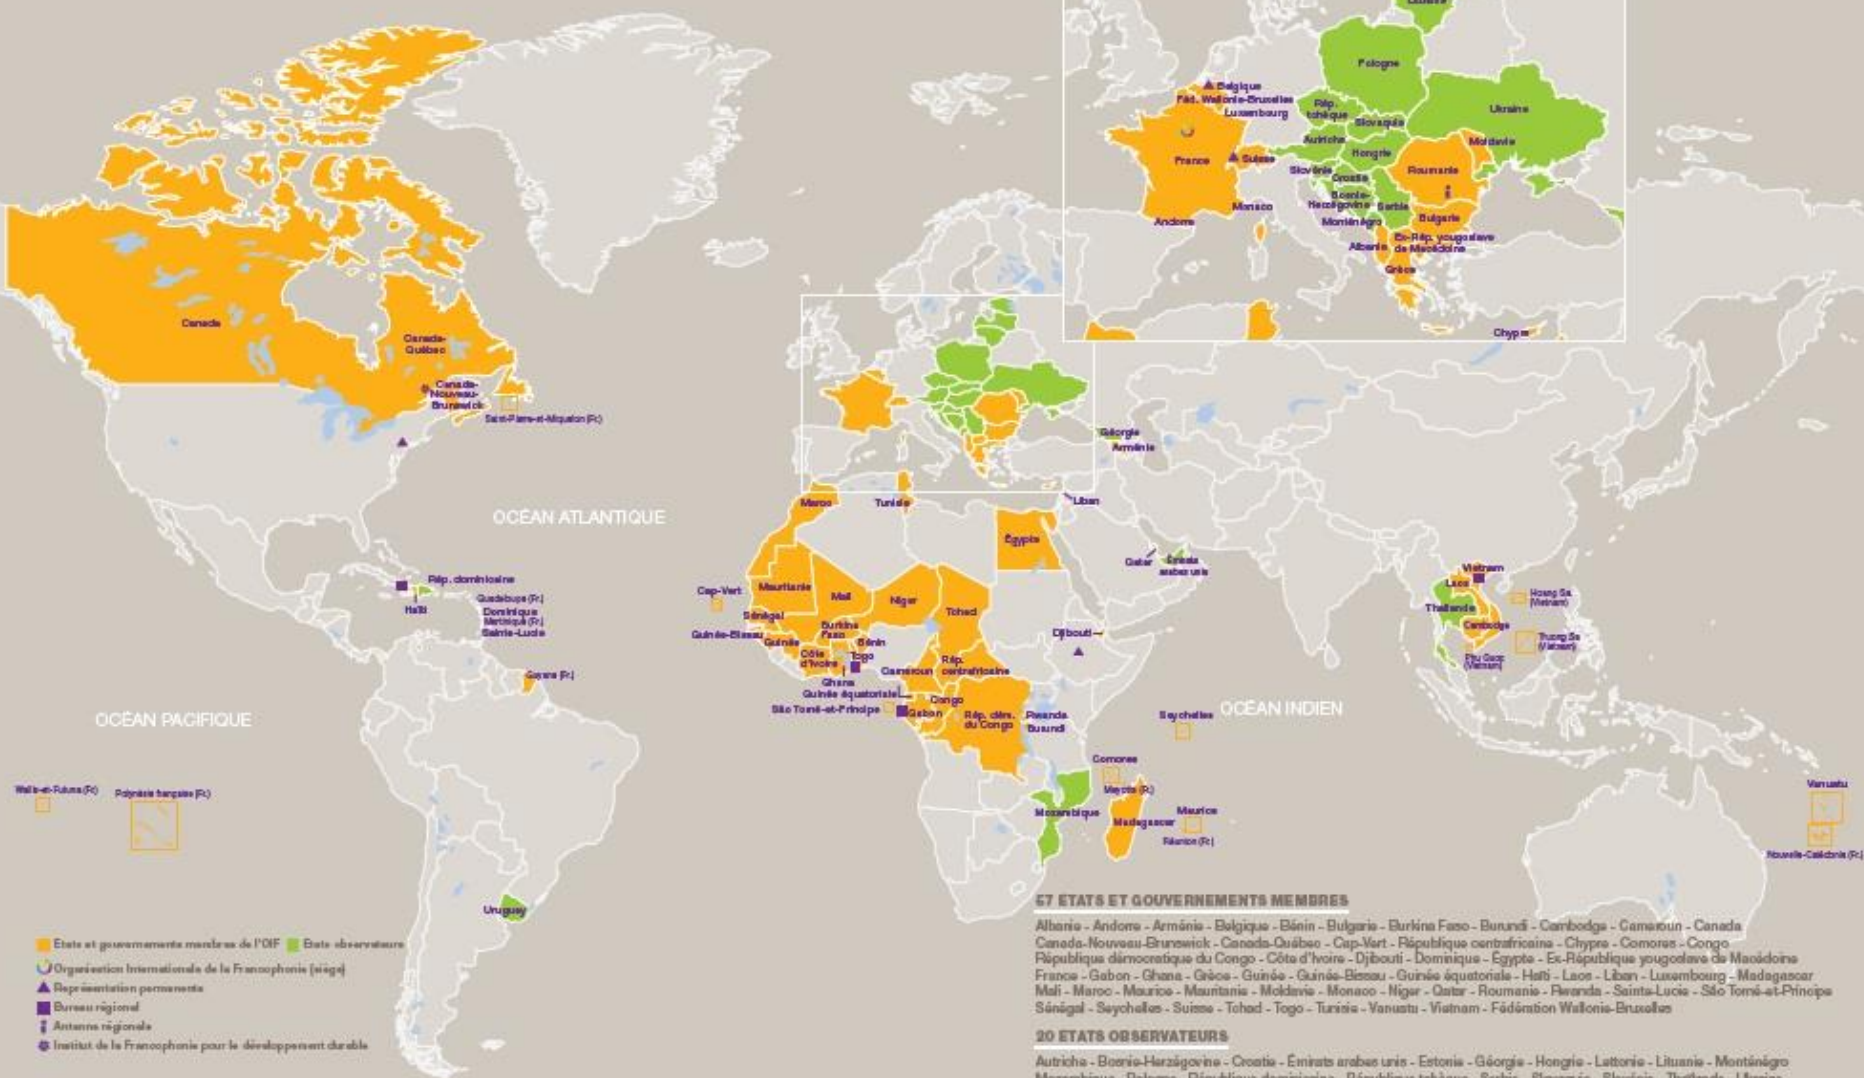 Pologne
Ukraine
Belgique
Féd. Wallonie-Bruxelles
Luxembourg
Rép.
tchèque
Slovaquie
Autriche
Hongrie
Moldavie
France
Suisse
Slovénie
Croatie
Roumanie
Bosnie-
Herzégovine
Serbie
Monaco
Monténégro
Bulgarie
Andorre
Albanie
Ex-Rép. yougoslave
de Macédoine
Grèce
Chypre
Canada
Canada-
Québec
Canada-
Nouveau-
Brunswick
Saint-Pierre-et-Miquelon (Fr.)
Géorgie
Arménie
OCÉAN ATLANTIQUE
Maroc
Tunisie
Liban
Égypte
Qatar
Émirats
arabes unis
Rép. dominicaine
Haïti
Guadeloupe (Fr.)
Dominique
Martinique (Fr.)
Sainte-Lucie
Cap-Vert
Mauritanie
Mali
Niger
Tchad
Sénégal
Guinée-Bissau
Guinée
Burkina
Faso
Bénin
Côte
d'Ivoire
Togo
Ghana
Cameroun
Rép.
centrafricaine
Djibouti
Guinée équatoriale
São Tomé-et-Príncipe
Gabon
Congo
Rép. dém.
du Congo
Rwanda
Burundi
Vietnam
Laos
Thaïlande
Cambodge
Hoang Sa
(Vietnam)
Truong Sa
(Vietnam)
Phu Quoc
(Vietnam)
Guyane (Fr.)
OCÉAN PACIFIQUE
Seychelles
OCÉAN INDIEN
Comores
Mayotte (Fr.)
Wallis-et-Futuna (Fr.)
Polynésie française (Fr.)
Mozambique
Madagascar
Maurice
Réunion (Fr.)
Vanuatu
Nouvelle-Calédonie (Fr.)
Uruguay
Etats et gouvernements membres de l'OIF Etats observateurs
Organisation Internationale de la Francophonie (siège)
Représentation permanente
Bureau régional
Antenne régionale
Institut de la Francophonie pour le développement durable
57 ETATS ET GOUVERNEMENTS MEMBRES
Albanie - Andorre - Arménie - Belgique - Bénin - Bulgarie - Burkina Faso - Burundi - Cambodge - Cameroun - Canada
Canada-Nouveau-Brunswick - Canada-Québec - Cap-Vert - République centrafricaine - Chypre - Comores - Congo
République démocratique du Congo - Côte d'Ivoire - Djibouti - Dominique - Égypte - Ex-République yougoslave de Macédoine
France - Gabon - Ghana - Grèce - Guinée - Guinée-Bissau - Guinée équatoriale - Haïti - Laos - Liban - Luxembourg - Madagascar
Mali - Maroc - Maurice - Mauritanie - Moldavie - Monaco - Niger - Qatar - Roumanie - Rwanda - Sainte-Lucie - São Tomé-et-Príncipe
Sénégal - Seychelles - Suisse - Tchad - Togo - Tunisie - Vanuatu - Vietnam - Fédération Wallonie-Bruxelles
20 ETATS OBSERVATEURS
Autriche - Bosnie-Herzégovine - Croatie - Émirats arabes unis - Estonie - Géorgie - Hongrie - Lettonie - Lituanie - Monténégro